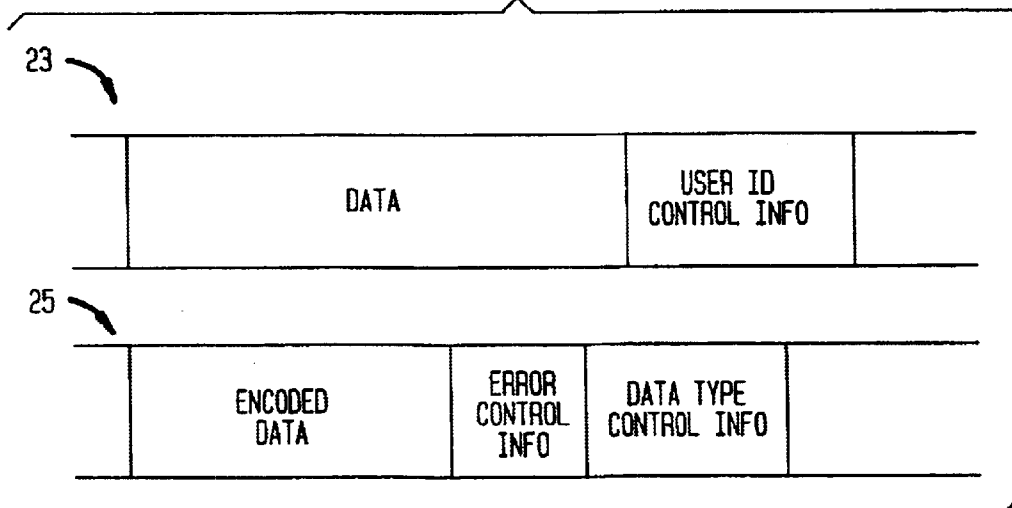 23
DATA
USER ID
CONTROL INFO
25
ENCODED
DATA
ERROR
CONTROL
INFO
DATA TYPE
CONTROL INFO